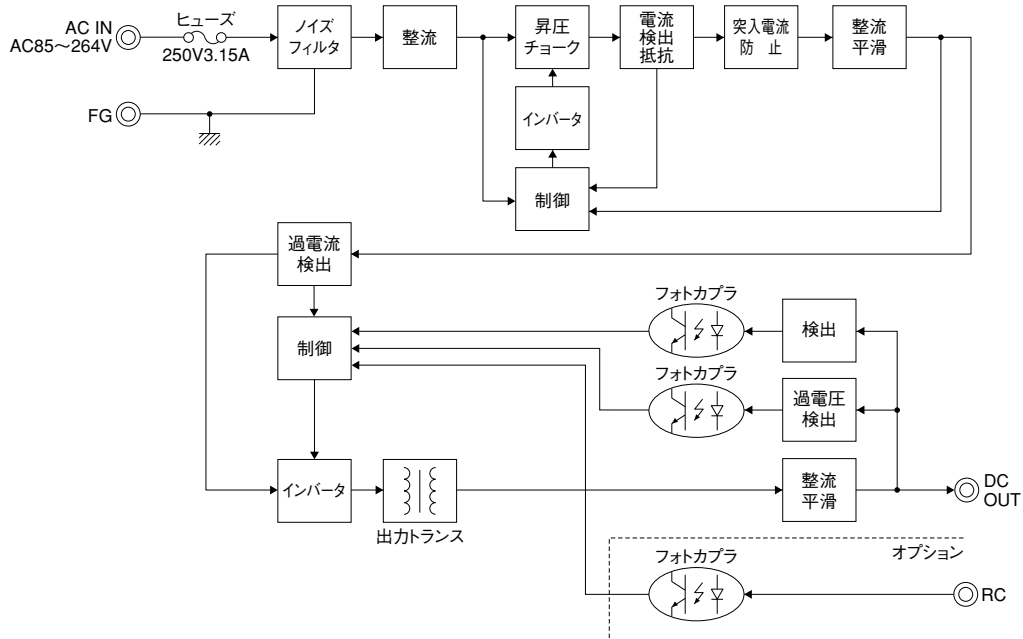 ヒューズ
AC IN
AC85～264V
250V3.15A
ノイズ
フィルタ
整流
昇圧
チョーク
電流
検出
抵抗
突入電流
防 止
整流
平滑
FG
インバータ
制御
過電流
検出
フォトカプラ
制御
検出
フォトカプラ
過電圧
検出
インバータ
整流
平滑
DC
OUT
出力トランス
オプション
フォトカプラ
RC